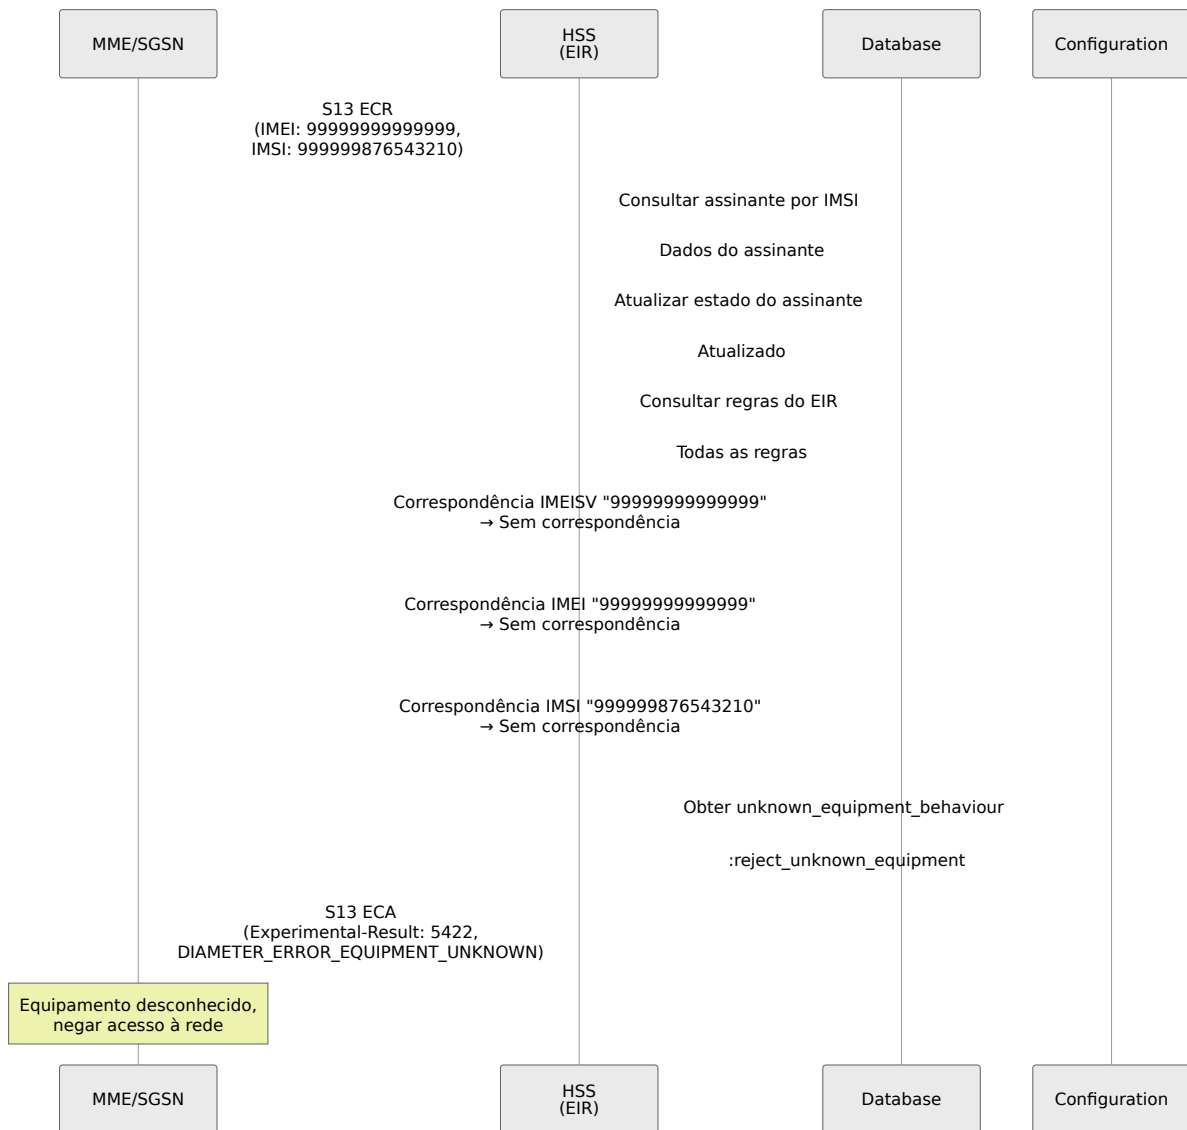 MME/SGSN
HSS
(EIR)
Database
Configuration
S13 ECR
(IMEI: 99999999999999,
IMSI: 999999876543210)
Consultar assinante por IMSI
Dados do assinante
Atualizar estado do assinante
Atualizado
Consultar regras do EIR
Todas as regras
Correspondência IMEISV "99999999999999"
→ Sem correspondência
Correspondência IMEI "99999999999999"
→ Sem correspondência
Correspondência IMSI "999999876543210"
→ Sem correspondência
Obter unknown_equipment_behaviour
:reject_unknown_equipment
S13 ECA
(Experimental-Result: 5422,
DIAMETER_ERROR_EQUIPMENT_UNKNOWN)
Equipamento desconhecido,
negar acesso à rede
MME/SGSN
HSS
(EIR)
Database
Configuration